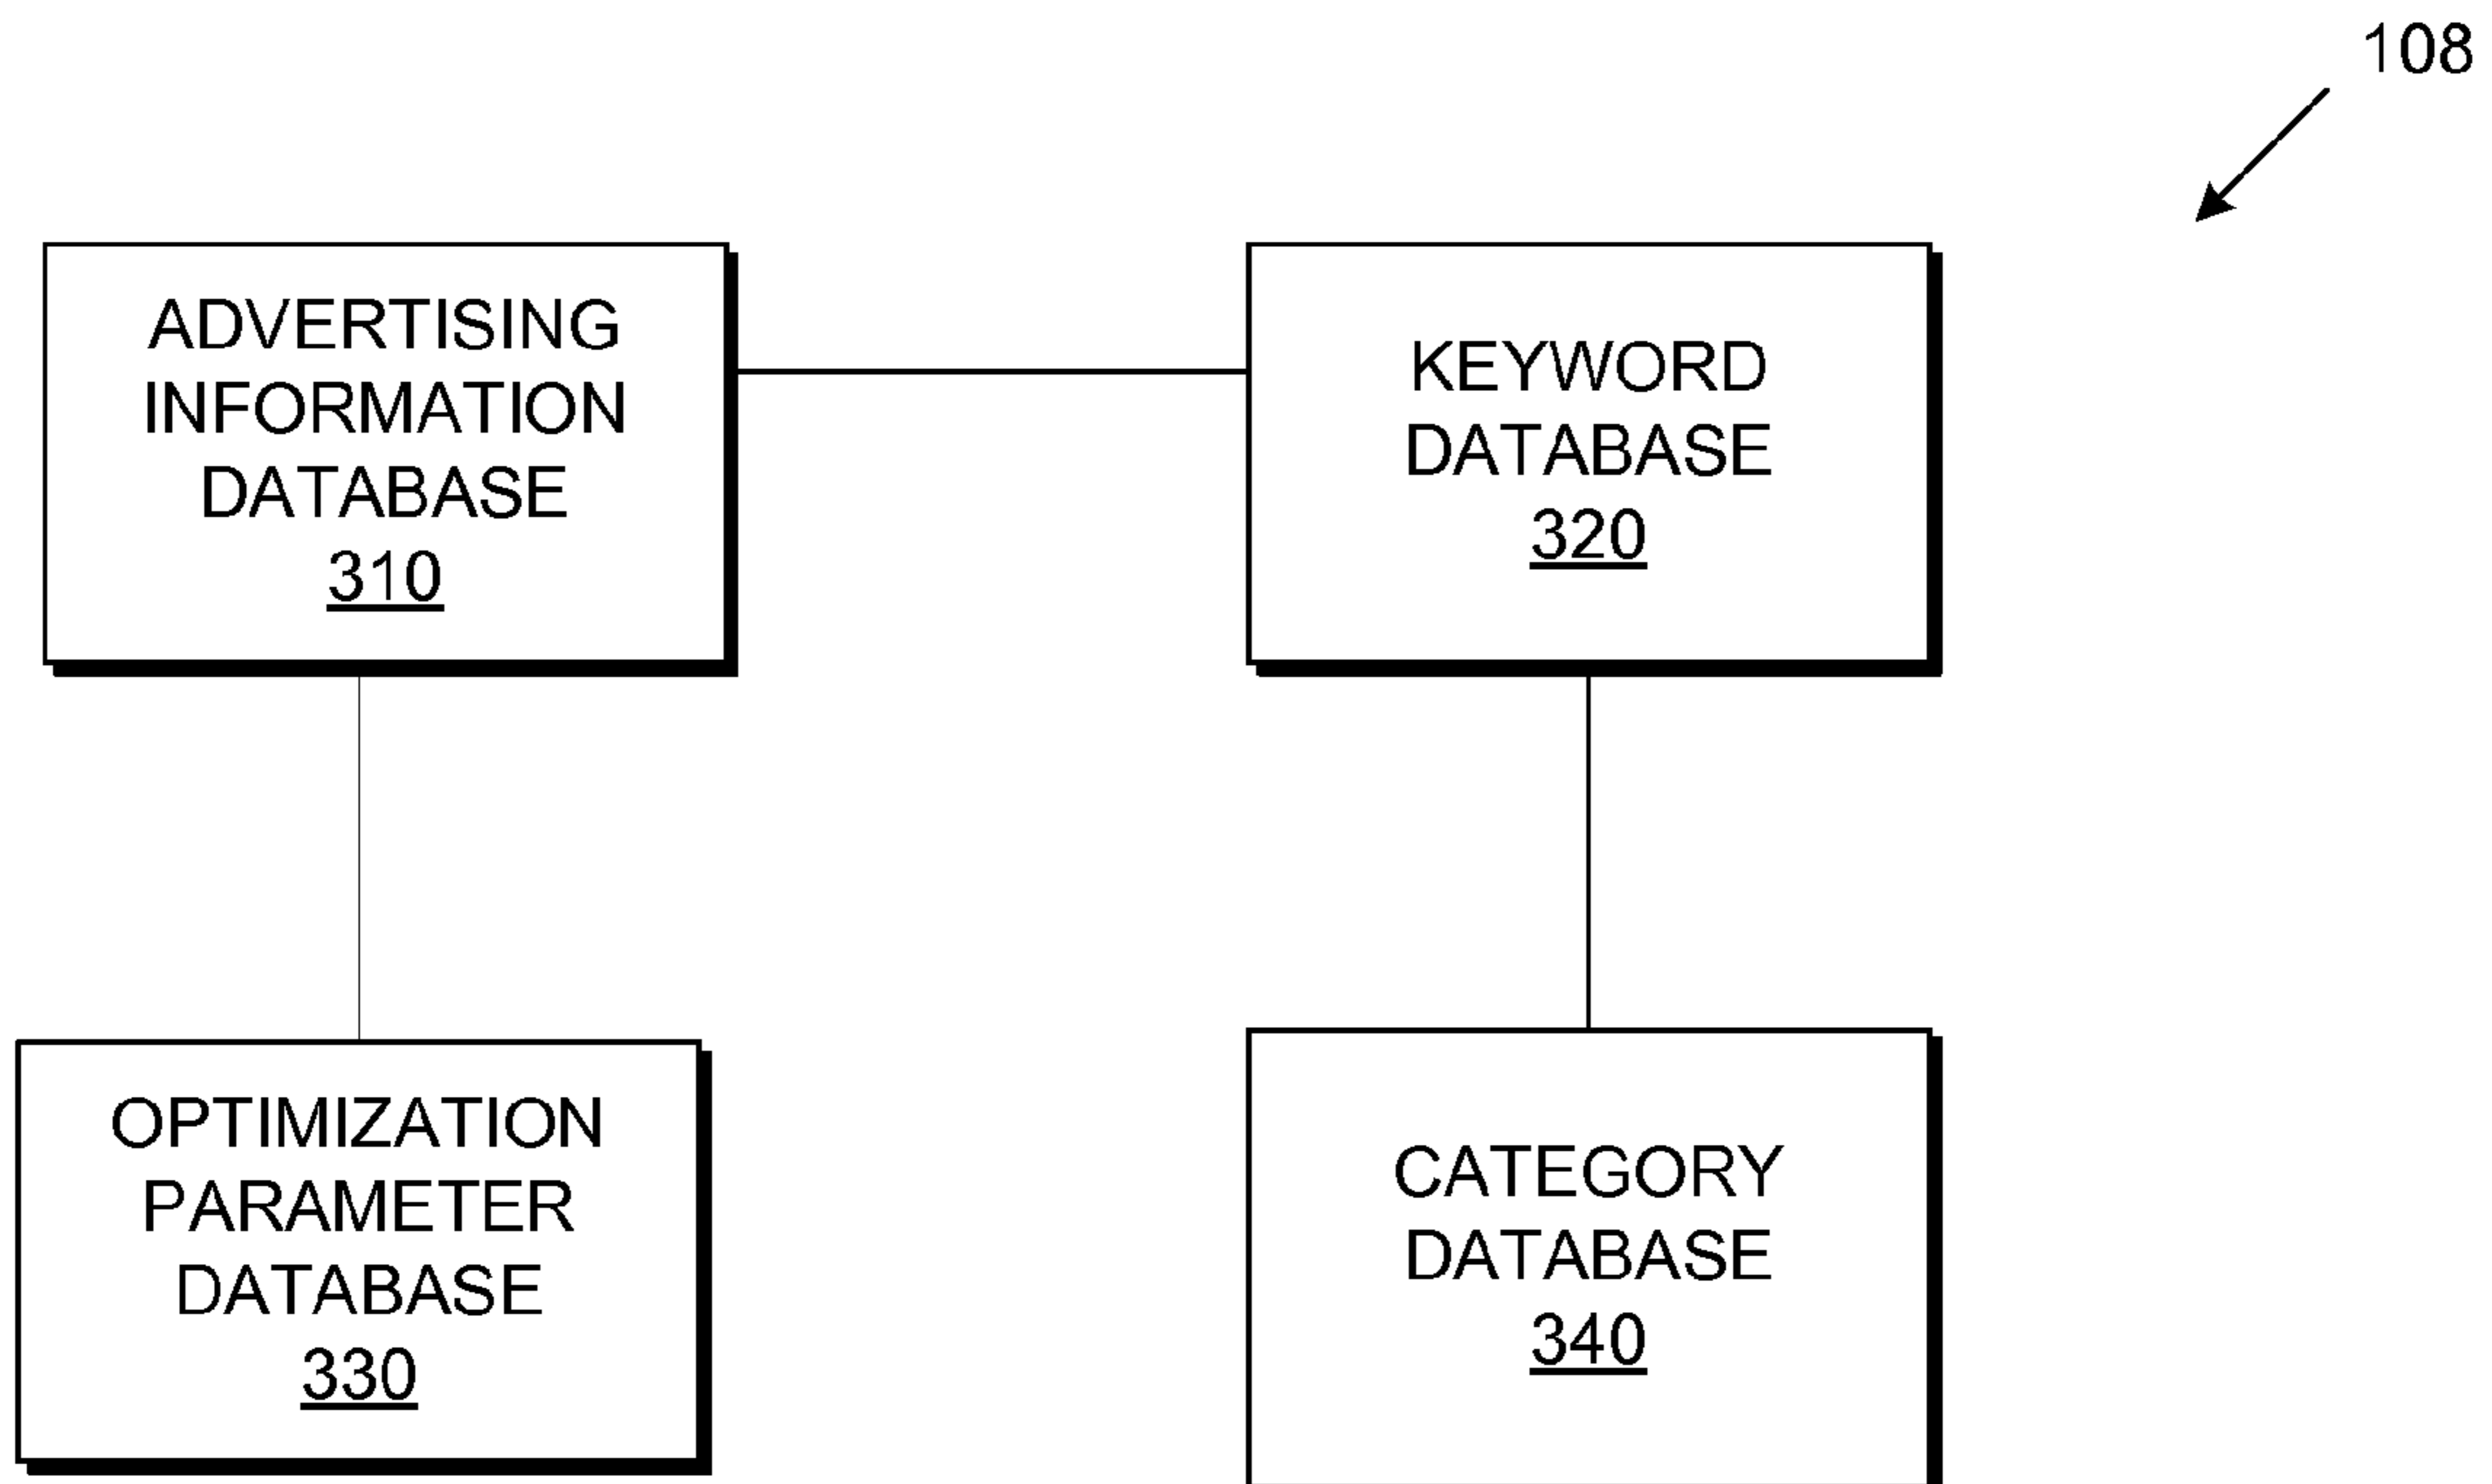 108
ADVERTISING
INFORMATION
DATABASE
310
KEYWORD
DATABASE
320
OPTIMIZATION
PARAMETER
DATABASE
330
CATEGORY
DATABASE
340